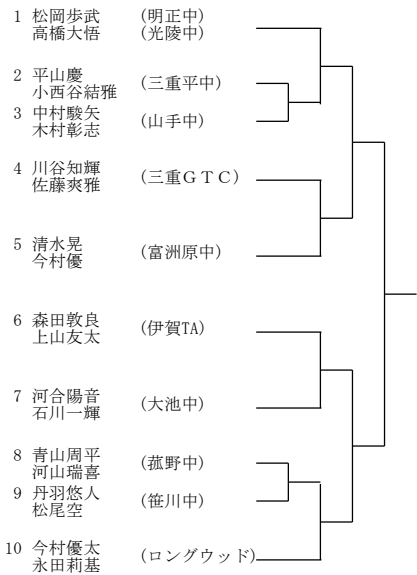 1 松岡歩武 (明正中)
高橋大悟 (光陵中)
2 平山慶 (三重平中)
小西谷結雅
3 中村駿矢 (山手中)
木村彰志
4 川谷知輝 (三重GTC)
佐藤爽雅
5 清水晃 (富洲原中)
今村優
6 森田敦良 (伊賀TA)
上山友太
7 河合陽音 (大池中)
石川一輝
8 青山周平 (菰野中)
河山瑞喜
9 丹羽悠人 (笹川中)
松尾空
10 今村優太 (ロングウッド)
永田莉基